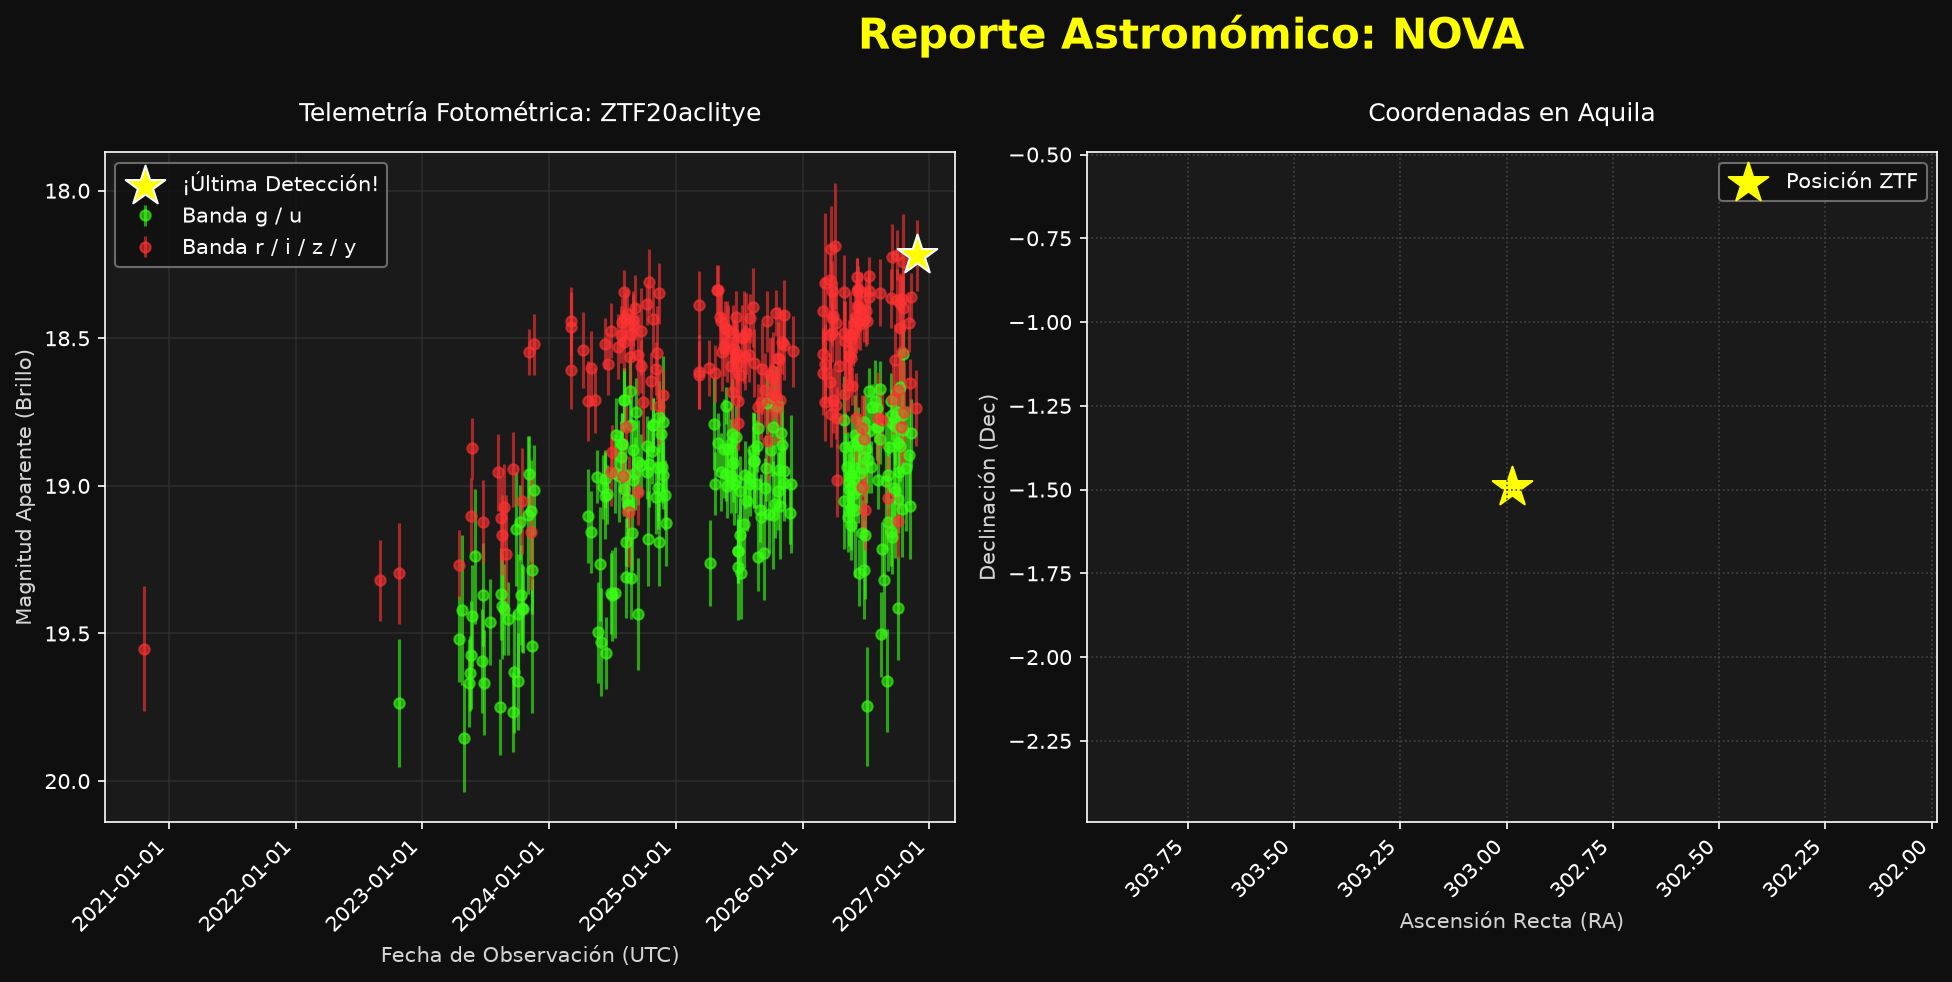 Reporte Astronómico: NOVA
Telemetría Fotométrica: ZTF20aclitye
¡Última Detección!
Banda g / u
Banda r / i / z / y
Magnitud Aparente (Brillo)
18.0
18.5
19.0
19.5
20.0
2021-01-01
2022-01-01
2023-01-01
2024-01-01
2025-01-01
2026-01-01
2027-01-01
Fecha de Observación (UTC)
Coordenadas en Aquila
Posición ZTF
Declinación (Dec)
−0.50
−0.75
−1.00
−1.25
−1.50
−1.75
−2.00
−2.25
303.75
303.50
303.25
303.00
302.75
302.50
302.25
302.00
Ascensión Recta (RA)